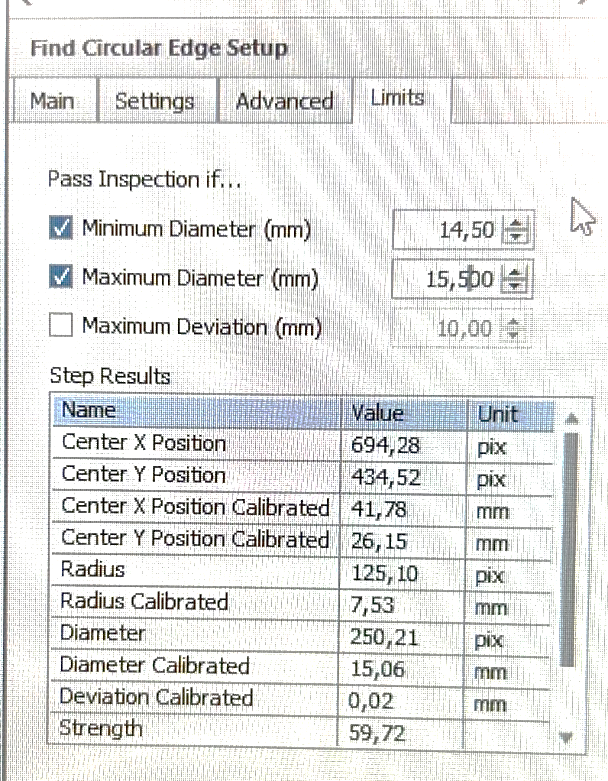 Find Circular Edge Setup
Main Settings Advanced Limits
Pass Inspection if...
Minimum Diameter (mm) 14,50
Maximum Diameter (mm) 15,500
Maximum Deviation (mm) 10,00
Step Results
Name Value Unit
Center X Position 694,28 pix
Center Y Position 434,52 pix
Center X Position Calibrated 41,78 mm
Center Y Position Calibrated 26,15 mm
Radius 125,10 pix
Radius Calibrated 7,53 mm
Diameter 250,21 pix
Diameter Calibrated 15,06 mm
Deviation Calibrated 0,02 mm
Strength 59,72